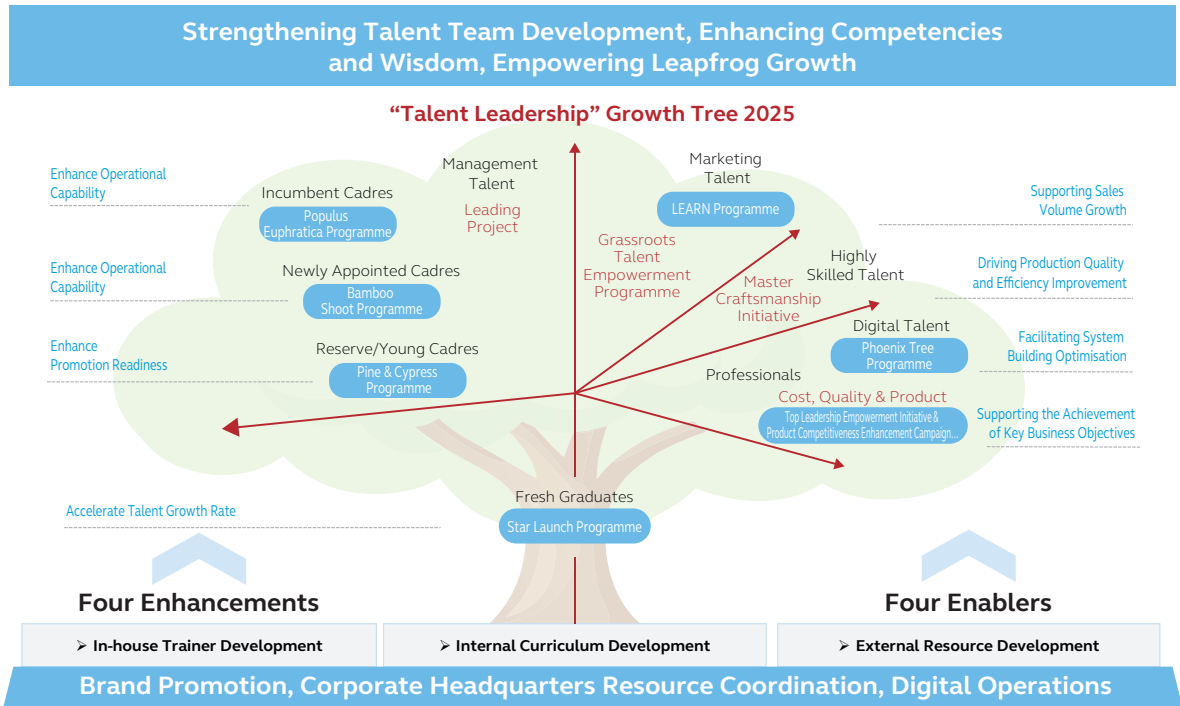 Strengthening Talent Team Development, Enhancing Competencies
and Wisdom, Empowering Leapfrog Growth
“Talent Leadership” Growth Tree 2025
Enhance Operational
Capability
Incumbent Cadres
Populus
Euphratica Programme
Enhance Operational
Capability
Newly Appointed Cadres
Bamboo
Shoot Programme
Enhance
Promotion Readiness
Reserve/Young Cadres
Pine & Cypress
Programme
Management
Talent
Leading
Project
Marketing
Talent
LEARN Programme
Grassroots
Talent
Empowerment
Programme
Supporting Sales
Volume Growth
Highly
Skilled Talent
Master
Craftsmanship
Initiative
Driving Production Quality
and Efficiency Improvement
Digital Talent
Phoenix Tree
Programme
Facilitating System
Building Optimisation
Professionals
Cost, Quality & Product
Top Leadership Empowerment Initiative &
Product Competitiveness Enhancement Campaign...
Supporting the Achievement
of Key Business Objectives
Fresh Graduates
Star Launch Programme
Accelerate Talent Growth Rate
Four Enhancements
Four Enablers
➢ In-house Trainer Development
➢ Internal Curriculum Development
➢ External Resource Development
Brand Promotion, Corporate Headquarters Resource Coordination, Digital Operations